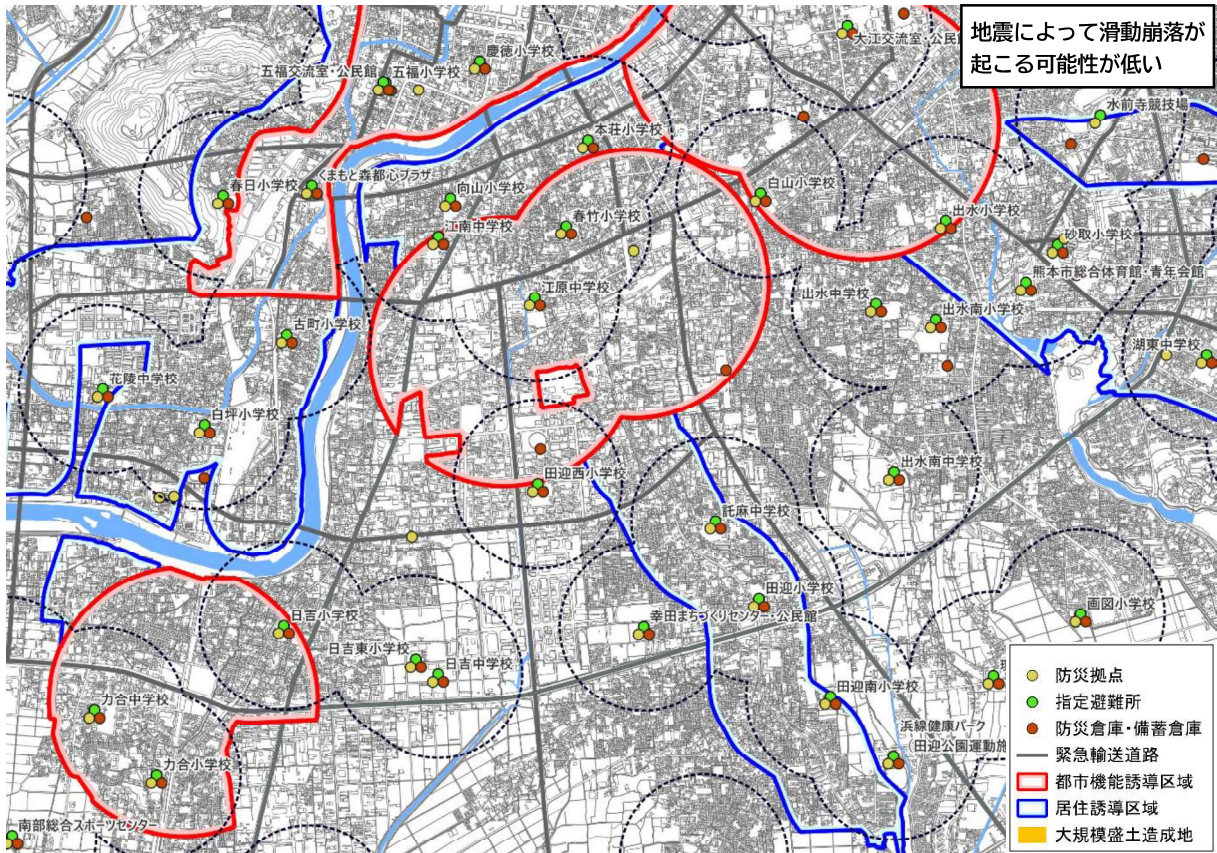 地震によって滑動崩落が
起こる可能性が低い
大江交流室・公民館
慶徳小学校
五福交流室・公民館
五福小学校
水前寺競技場
本荘小学校
くまもと森都心プラザ
春日小学校
向山小学校
白山小学校
春竹小学校
出水小学校
江南中学校
砂取小学校
熊本市総合体育館・青年会館
江原中学校
出水中学校
出水南小学校
古町小学校
湖東中学校
花陵中学校
白坪小学校
出水南中学校
田迎西小学校
託麻中学校
田迎小学校
幸田まちづくりセンター・公民館
画図小学校
日吉小学校
日吉東小学校
日吉中学校
田迎南小学校
力合中学校
浜線健康パーク
（田迎公園運動施
力合小学校
南部総合スポーツセンター
防災拠点
指定避難所
防災倉庫・備蓄倉庫
緊急輸送道路
都市機能誘導区域
居住誘導区域
大規模盛土造成地